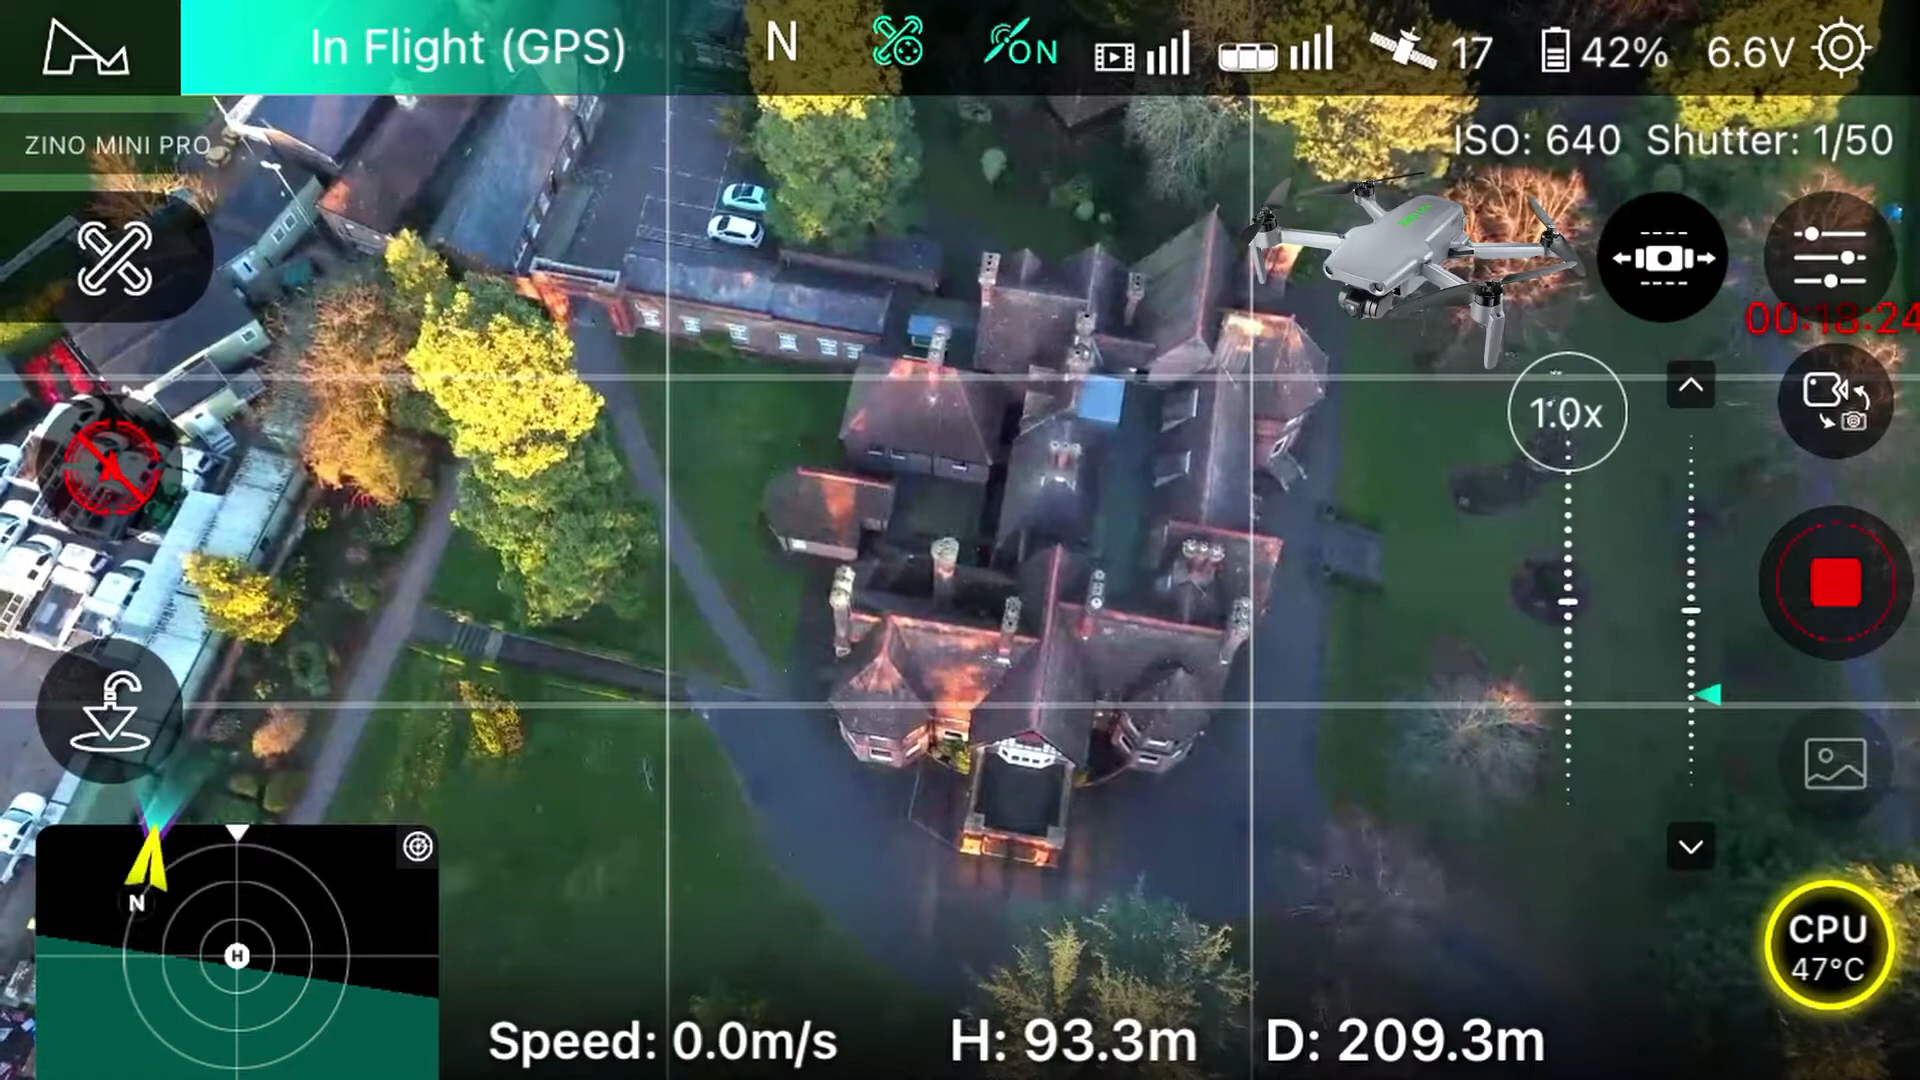 In Flight (GPS)
N
ON
17
42%
6.6V
ZINO MINI PRO
ISO: 640 Shutter: 1/50
00:18:24
1.0x
N
H
CPU
47°C
Speed: 0.0m/s
H: 93.3m
D: 209.3m